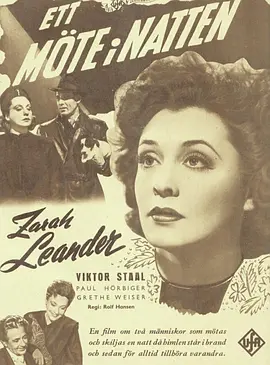 ETT
MÖTE i NATTEN
Zarah
Leander
VIKTOR STAAL
PAUL HÖRBIGER
GRETHE WEISER
Regi: Rolf Hansen
En film om två människor som mötas
och skiljas en natt då himlen står i brand
och sedan för alltid tillhöra varandra.
UFA